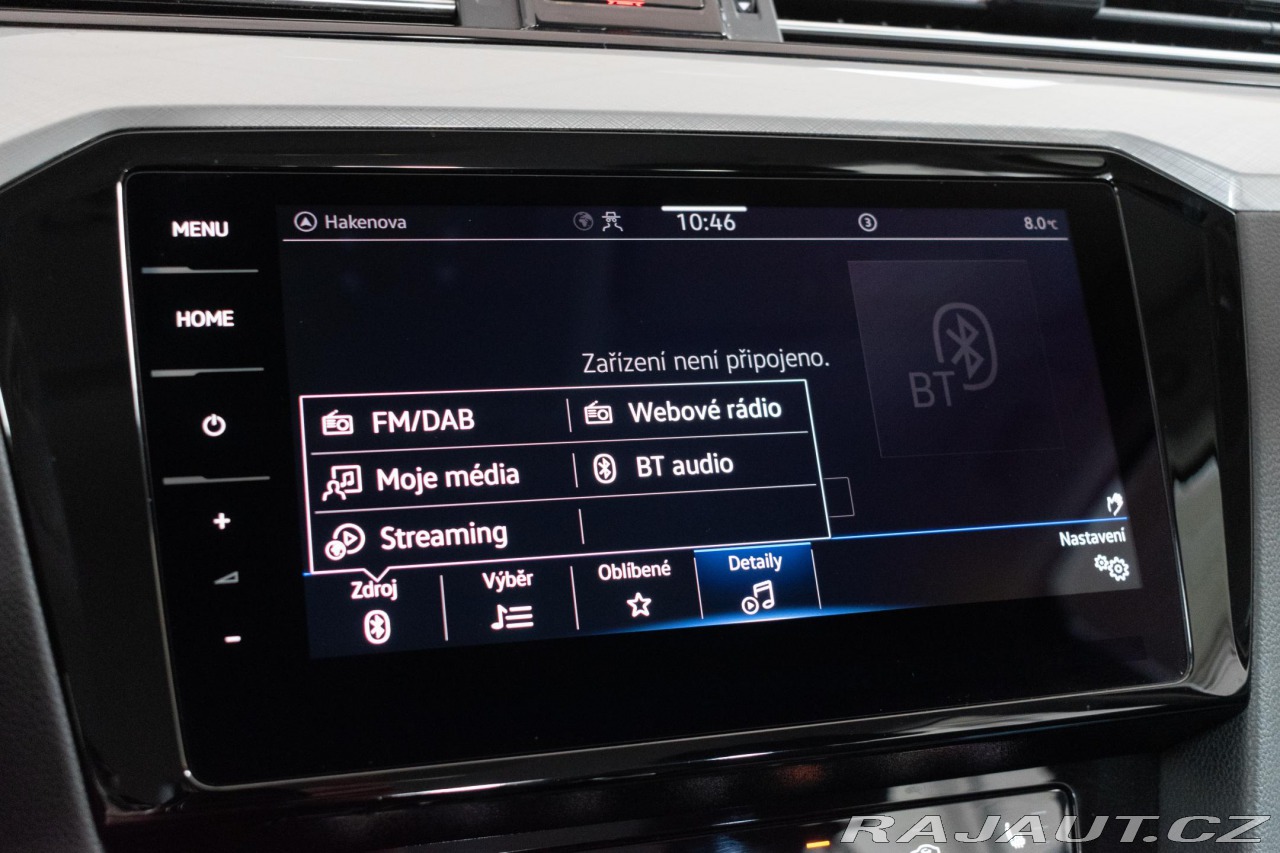 MENU
Hakenova
10:46
3
8.0°C
HOME
Zařízení není připojeno.
BT
FM/DAB
Webové rádio
Moje média
BT audio
Streaming
Nastavení
Zdroj
Výběr
Oblíbené
Detaily
RAJAUT.CZ